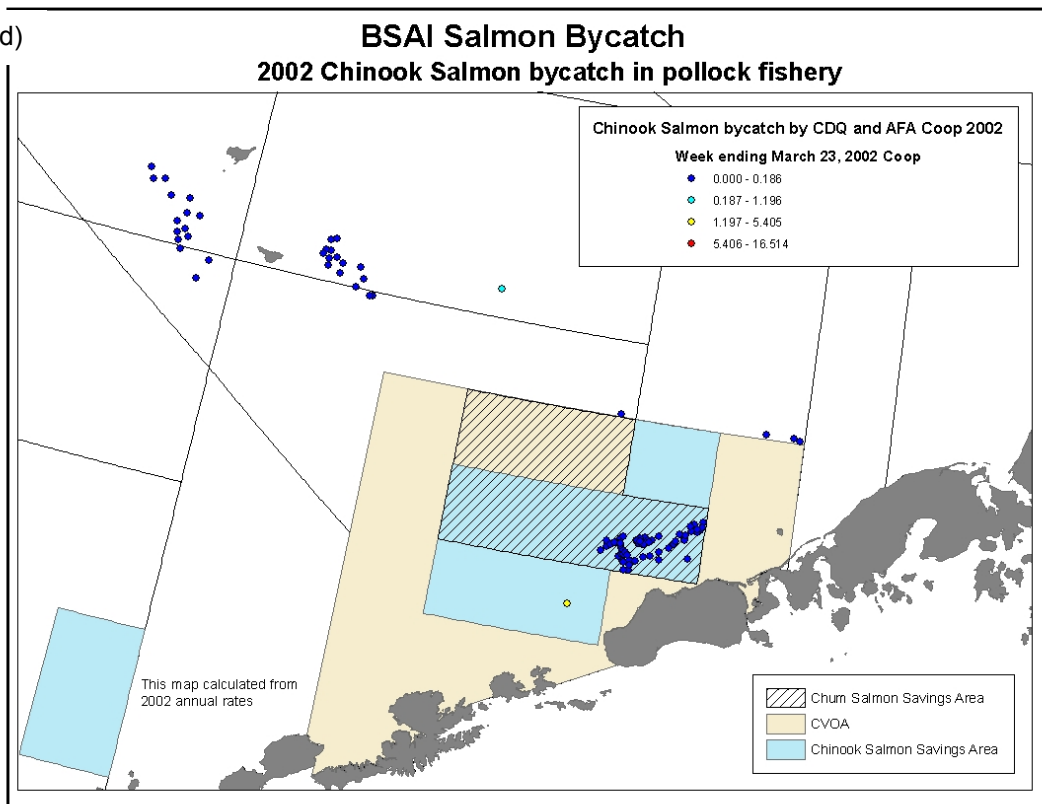 d)
BSAI Salmon Bycatch
2002 Chinook Salmon bycatch in pollock fishery
Chinook Salmon bycatch by CDQ and AFA Coop 2002
Week ending March 23, 2002 Coop
0.000 - 0.186
0.187 - 1.196
1.197 - 5.405
5.406 - 16.514
This map calculated from
2002 annual rates
Chum Salmon Savings Area
CVOA
Chinook Salmon Savings Area